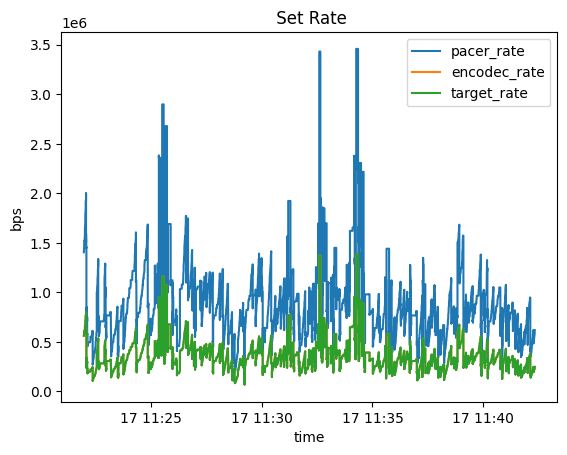 Set Rate
1e6
3.5
3.0
2.5
2.0
1.5
1.0
0.5
0.0
bps
pacer_rate
encodec_rate
target_rate
17 11:25 17 11:30 17 11:35 17 11:40
time